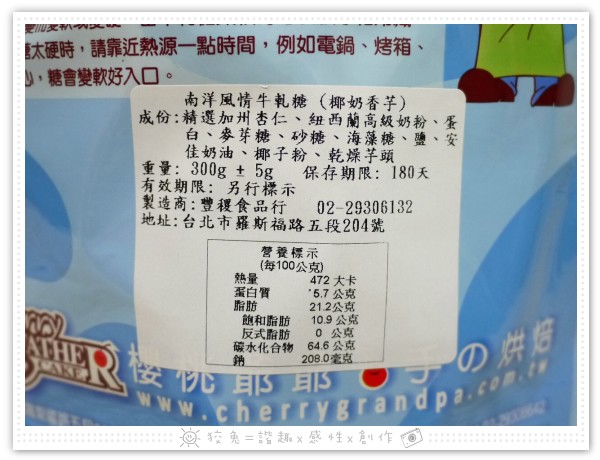 糖太硬時，請靠近熱源一點時間，例如電鍋、烤箱、
心，糖會變軟好入口。
南洋風情牛軋糖 (椰奶香芋)
成份:精選加州杏仁、紐西蘭高級奶粉、蛋
白、麥芽糖、砂糖、海藻糖、鹽、安
佳奶油、椰子粉、乾燥芋頭
重量: 300g ± 5g 保存期限: 180天
有效期限: 另行標示
製造商:豐稷食品行 02-29306132
地址:台北市羅斯福路五段204號
營養標示
(每100公克)
熱量 472 大卡
蛋白質 5.7 公克
脂肪 21.2公克
飽和脂肪 10.9 公克
反式脂肪 0 公克
碳水化合物 64.6 公克
鈉 208.0毫克
櫻桃爺爺 手の烘焙
www.cherrygrandpa.com.tw
狡兔=諧趣x感性x創作